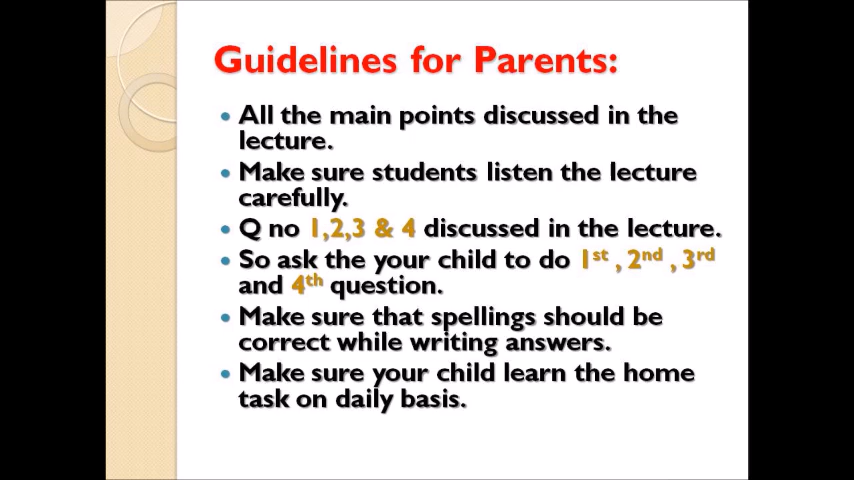 Guidelines for Parents:
• All the main points discussed in the
lecture.
• Make sure students listen the lecture
carefully.
• Q no 1,2,3 & 4 discussed in the lecture.
• So ask the your child to do 1st , 2nd , 3rd
and 4th question.
• Make sure that spellings should be
correct while writing answers.
• Make sure your child learn the home
task on daily basis.